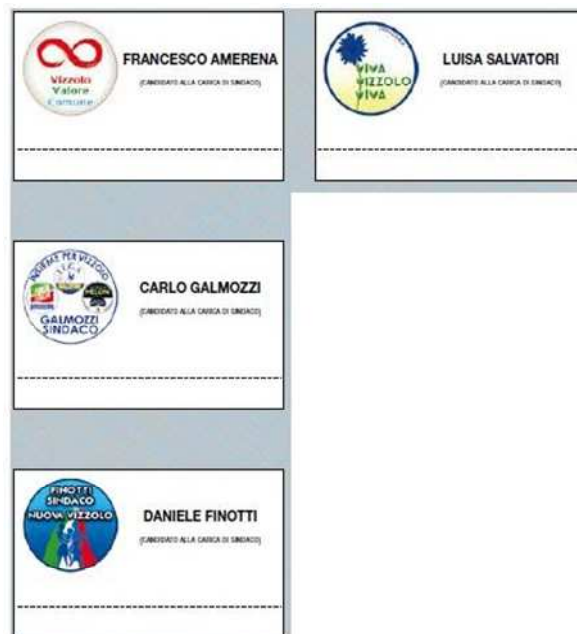 FRANCESCO AMERENA
(CANDIDATO ALLA CARICA DI SINDACO)
Vizzolo
Valore
Comune
LUISA SALVATORI
(CANDIDATO ALLA CARICA DI SINDACO)
VIVA
VIZZOLO
VIVA
INSIEME PER VIZZOLO
LEGA
MELONI
GALMOZZI
SINDACO
CARLO GALMOZZI
(CANDIDATO ALLA CARICA DI SINDACO)
FINOTTI
SINDACO
NUOVA VIZZOLO
DANIELE FINOTTI
(CANDIDATO ALLA CARICA DI SINDACO)